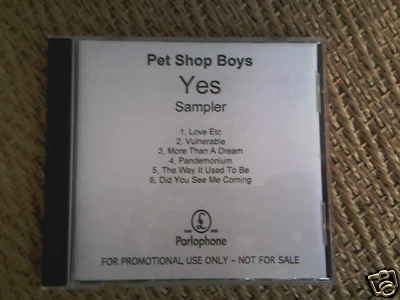 Pet Shop Boys
Yes
Sampler
1. Love Etc
2. Vulnerable
3. More Than A Dream
4. Pandemonium
5. The Way It Used To Be
6. Did You See Me Coming
£
Parlophone
FOR PROMOTIONAL USE ONLY – NOT FOR SALE